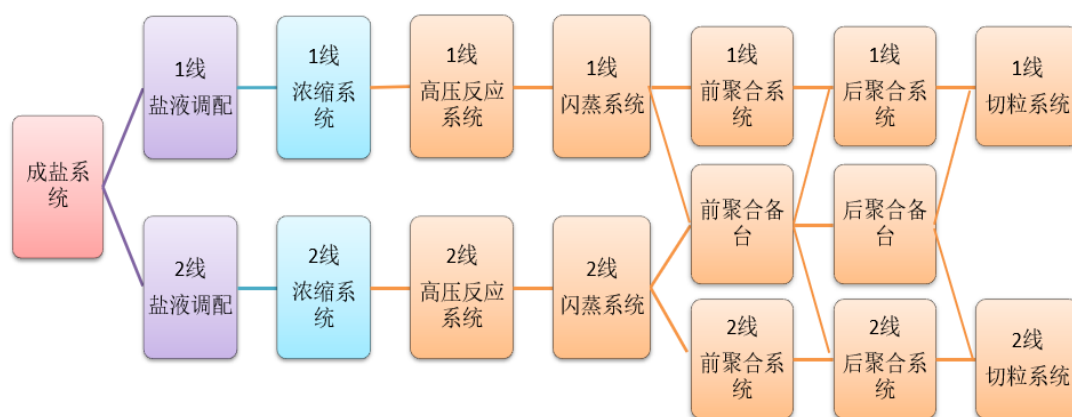 成盐系
统
1线
盐液调配
2线
盐液调配
1线
浓缩系
统
2线
浓缩系
统
1线
高压反应
系统
2线
高压反应
系统
1线
闪蒸系统
2线
闪蒸系统
1线
前聚合系
统
前聚合备
台
2线
前聚合系
统
1线
后聚合系
统
后聚合备
台
2线
后聚合系
统
1线
切粒系统
2线
切粒系统